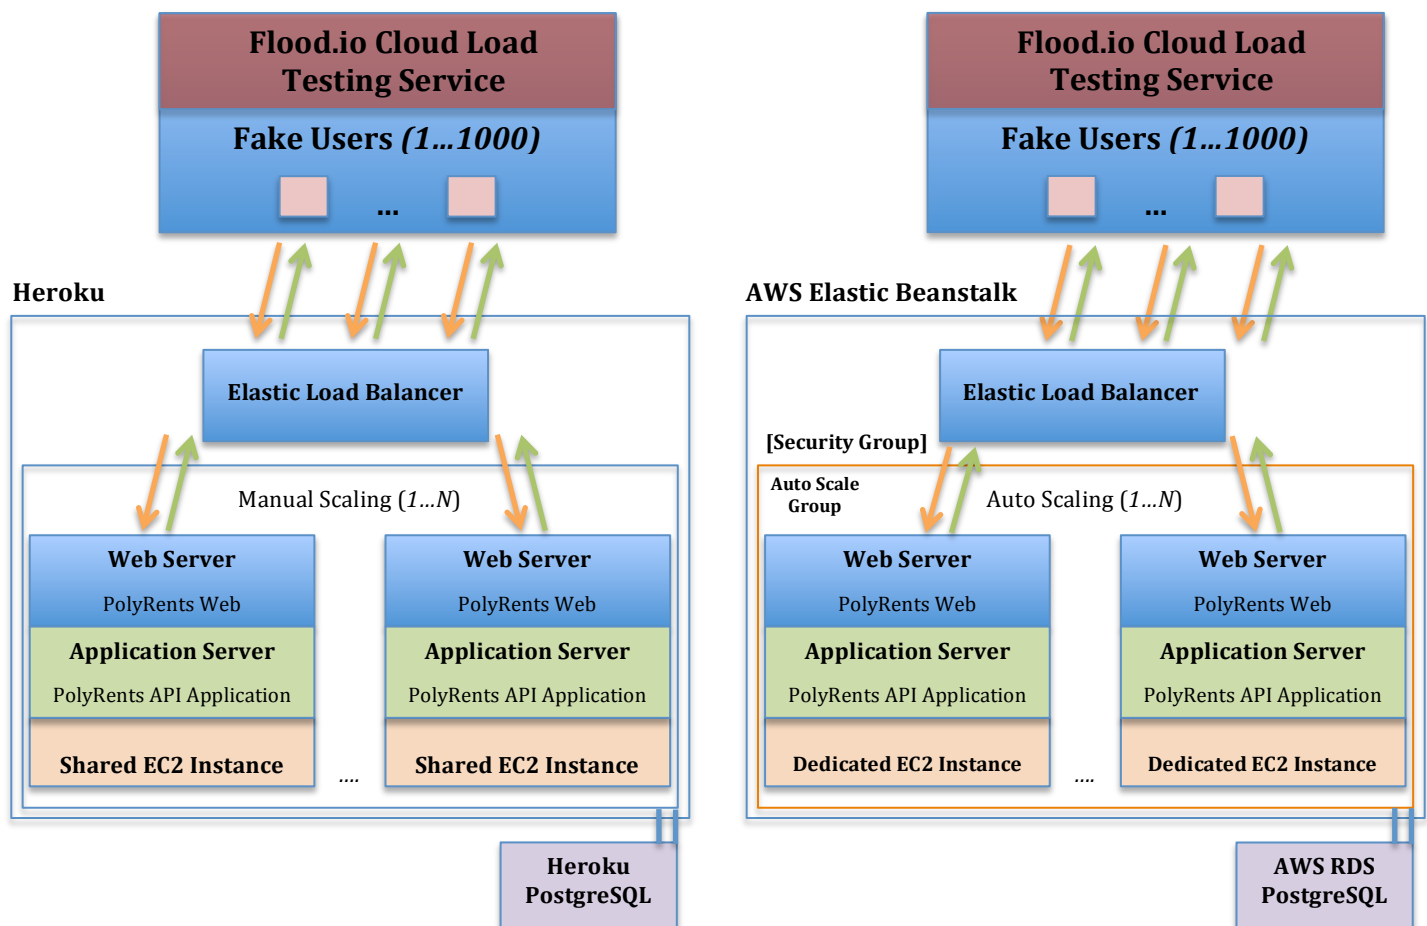 Flood.io Cloud Load
Testing Service
Fake Users (1...1000)
...
Heroku
Elastic Load Balancer
Manual Scaling (1...N)
Web Server
PolyRents Web
Application Server
PolyRents API Application
Shared EC2 Instance
....
Web Server
PolyRents Web
Application Server
PolyRents API Application
Shared EC2 Instance
Heroku
PostgreSQL
Flood.io Cloud Load
Testing Service
Fake Users (1...1000)
...
AWS Elastic Beanstalk
Elastic Load Balancer
[Security Group]
Auto Scale
Group
Auto Scaling (1...N)
Web Server
PolyRents Web
Application Server
PolyRents API Application
Dedicated EC2 Instance
....
Web Server
PolyRents Web
Application Server
PolyRents API Application
Dedicated EC2 Instance
AWS RDS
PostgreSQL